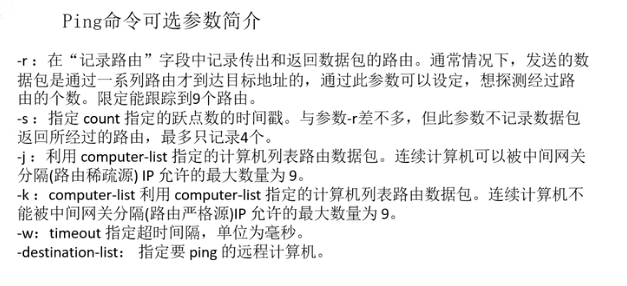 Ping命令可选参数简介
-r：在“记录路由”字段中记录传出和返回数据包的路由。通常情况下，发送的数
据包是通过一系列路由才到达目标地址的，通过此参数可以设定，想探测经过路
由的个数。限定能跟踪到9个路由。
-s：指定 count 指定的跃点数的时间戳。与参数-r差不多，但此参数不记录数据包
返回所经过的路由，最多只记录4个。
-j：利用 computer-list 指定的计算机列表路由数据包。连续计算机可以被中间网关
分隔(路由稀疏源) IP 允许的最大数量为 9。
-k：computer-list 利用 computer-list 指定的计算机列表路由数据包。连续计算机不
能被中间网关分隔(路由严格源)IP 允许的最大数量为 9。
-w：timeout 指定超时间隔，单位为毫秒。
-destination-list： 指定要 ping 的远程计算机。